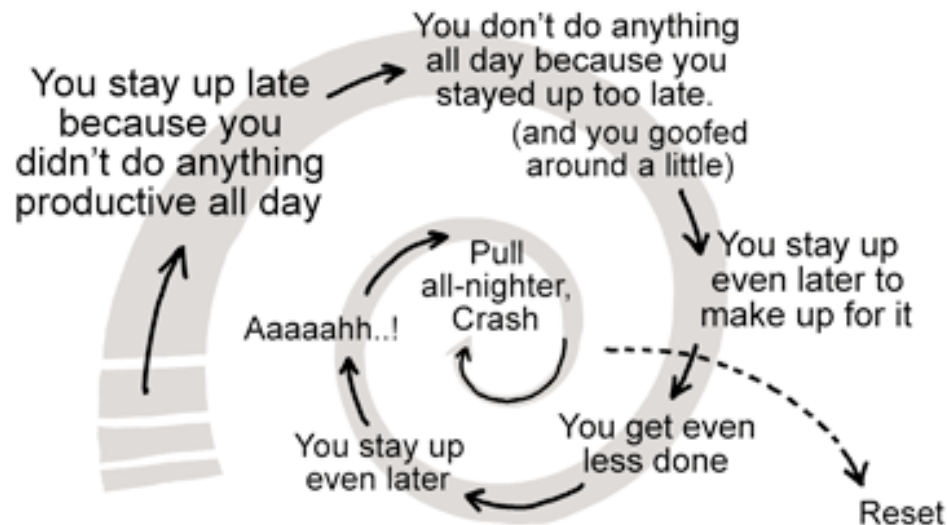 You stay up late
because you
didn't do anything
productive all day
You don't do anything
all day because you
stayed up too late.
(and you goofed
around a little)
You stay up
even later to
make up for it
You get even
less done
You stay up
even later
Aaaaahh..!
Pull
all-nighter,
Crash
Reset